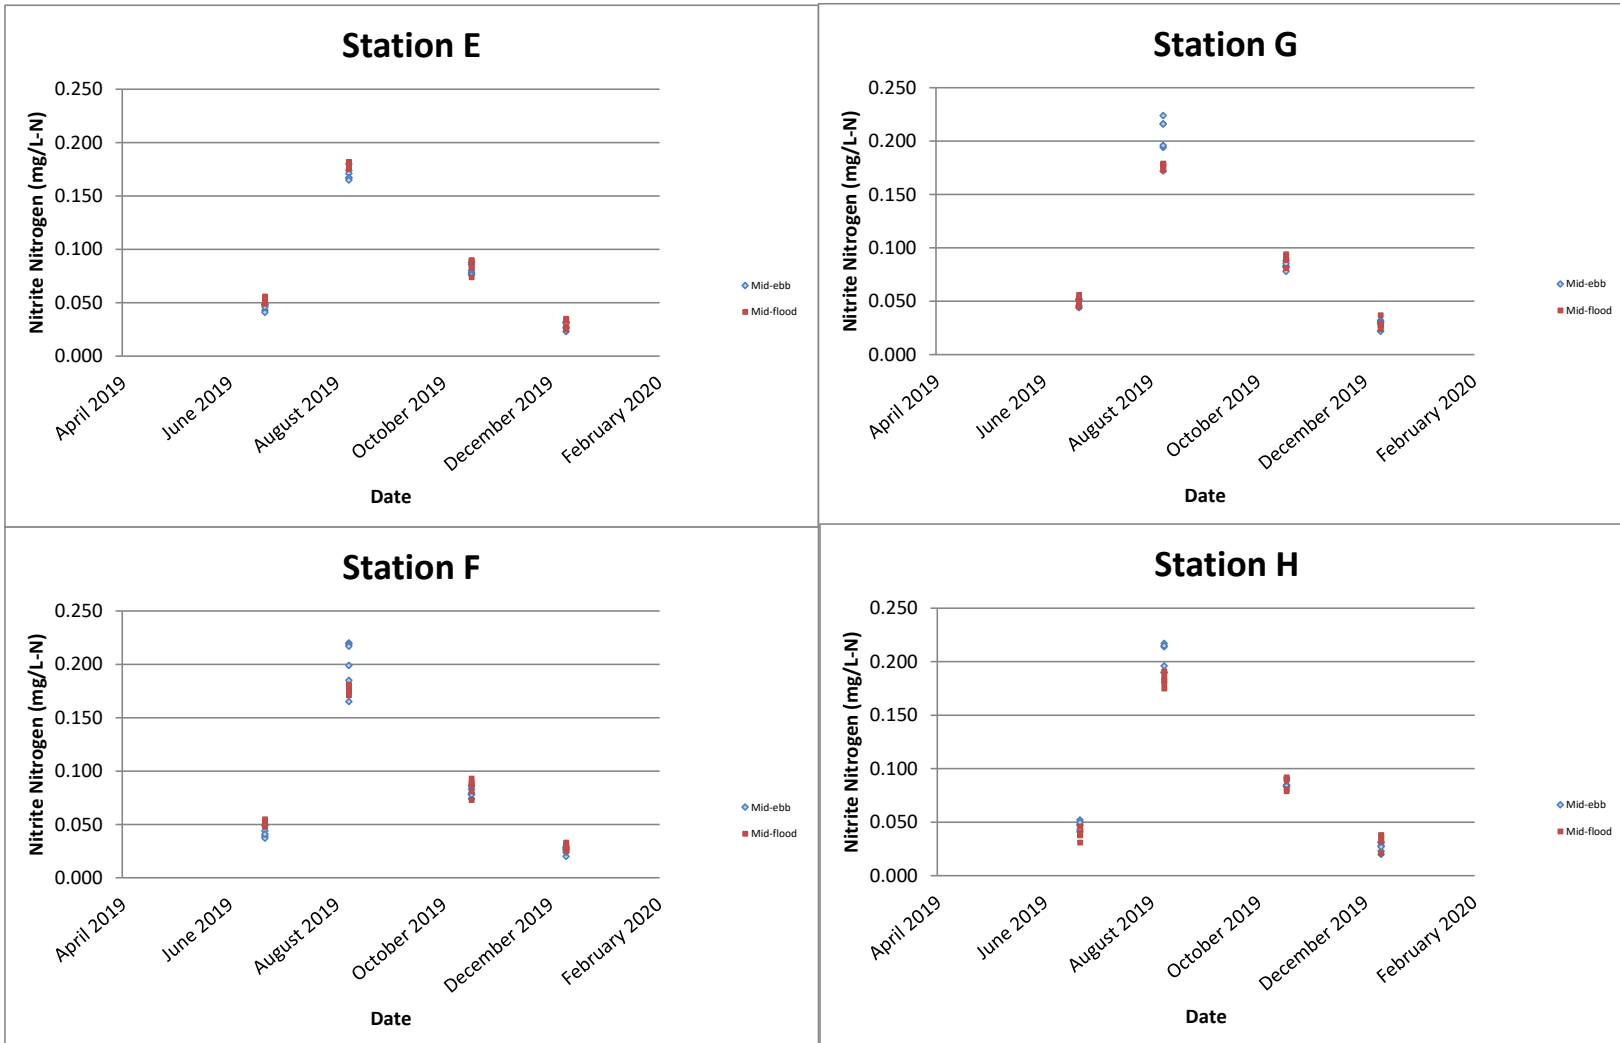 Station E
Nitrite Nitrogen (mg/L-N)
0.250
0.200
0.150
0.100
0.050
0.000
April 2019
June 2019
August 2019
October 2019
December 2019
February 2020
Date
Mid-ebb
Mid-flood
Station G
Nitrite Nitrogen (mg/L-N)
0.250
0.200
0.150
0.100
0.050
0.000
April 2019
June 2019
August 2019
October 2019
December 2019
February 2020
Date
Mid-ebb
Mid-flood
Station F
Nitrite Nitrogen (mg/L-N)
0.250
0.200
0.150
0.100
0.050
0.000
April 2019
June 2019
August 2019
October 2019
December 2019
February 2020
Date
Mid-ebb
Mid-flood
Station H
Nitrite Nitrogen (mg/L-N)
0.250
0.200
0.150
0.100
0.050
0.000
April 2019
June 2019
August 2019
October 2019
December 2019
February 2020
Date
Mid-ebb
Mid-flood